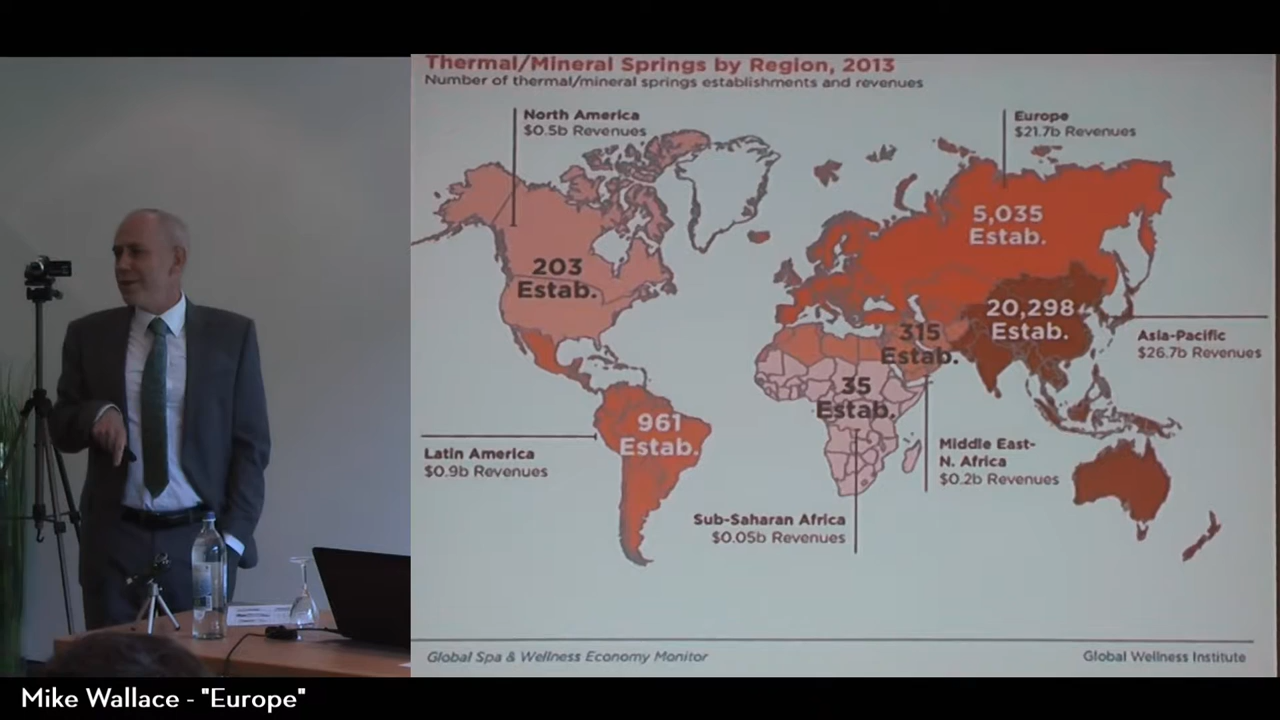 Thermal/Mineral Springs by Region, 2013
Number of thermal/mineral springs establishments and revenues
North America
$0.5b Revenues
Europe
$21.7b Revenues
5,035
Estab.
203
Estab.
20,298
Estab.
315
Estab.
Asia-Pacific
$26.7b Revenues
35
Estab.
961
Estab.
Latin America
$0.9b Revenues
Middle East-
N. Africa
$0.2b Revenues
Sub-Saharan Africa
$0.05b Revenues
Global Spa & Wellness Economy Monitor
Global Wellness Institute
Mike Wallace - "Europe"